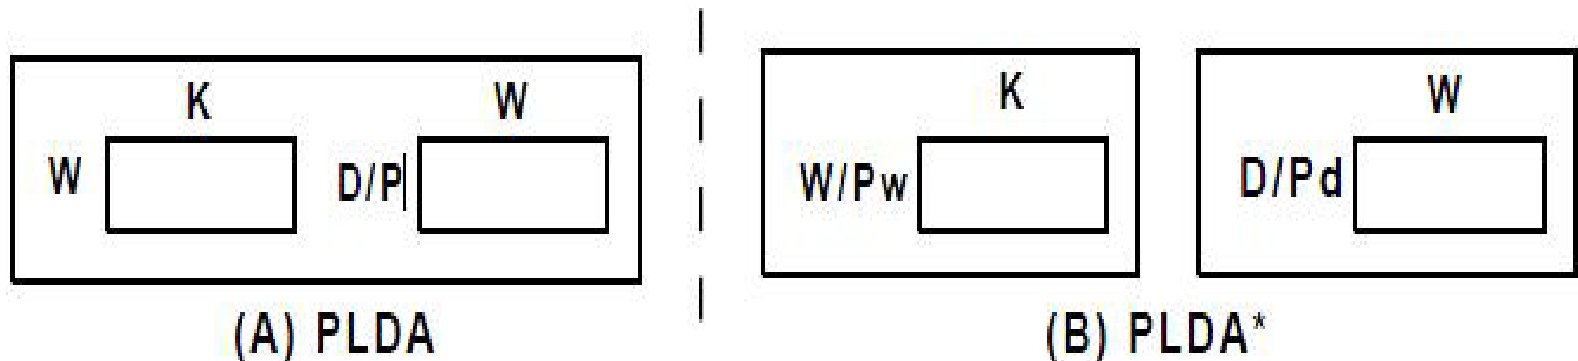 K W K W
W D/P W/Pw D/Pd
(A) PLDA (B) PLDA*